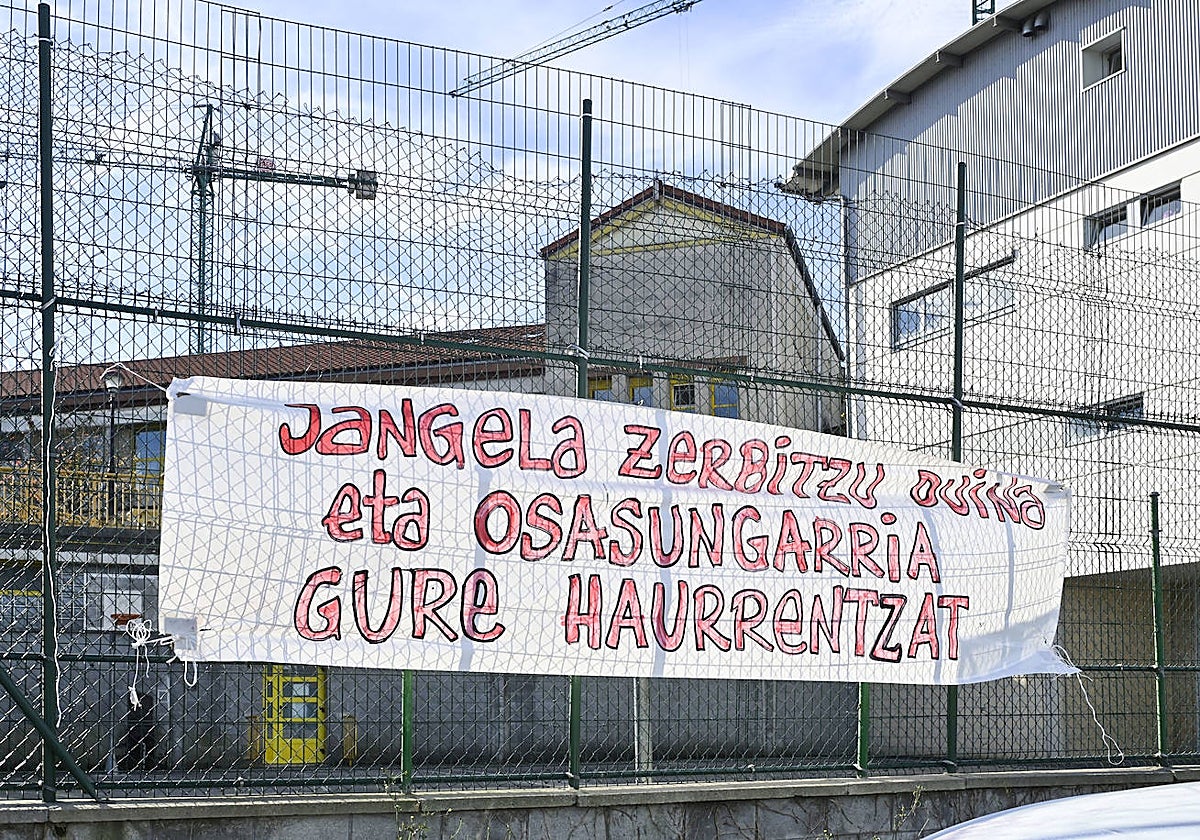 JANGELA ZERBITZU DUINA
eta OSASUNGARRIA
GURE HAURRENTZAT